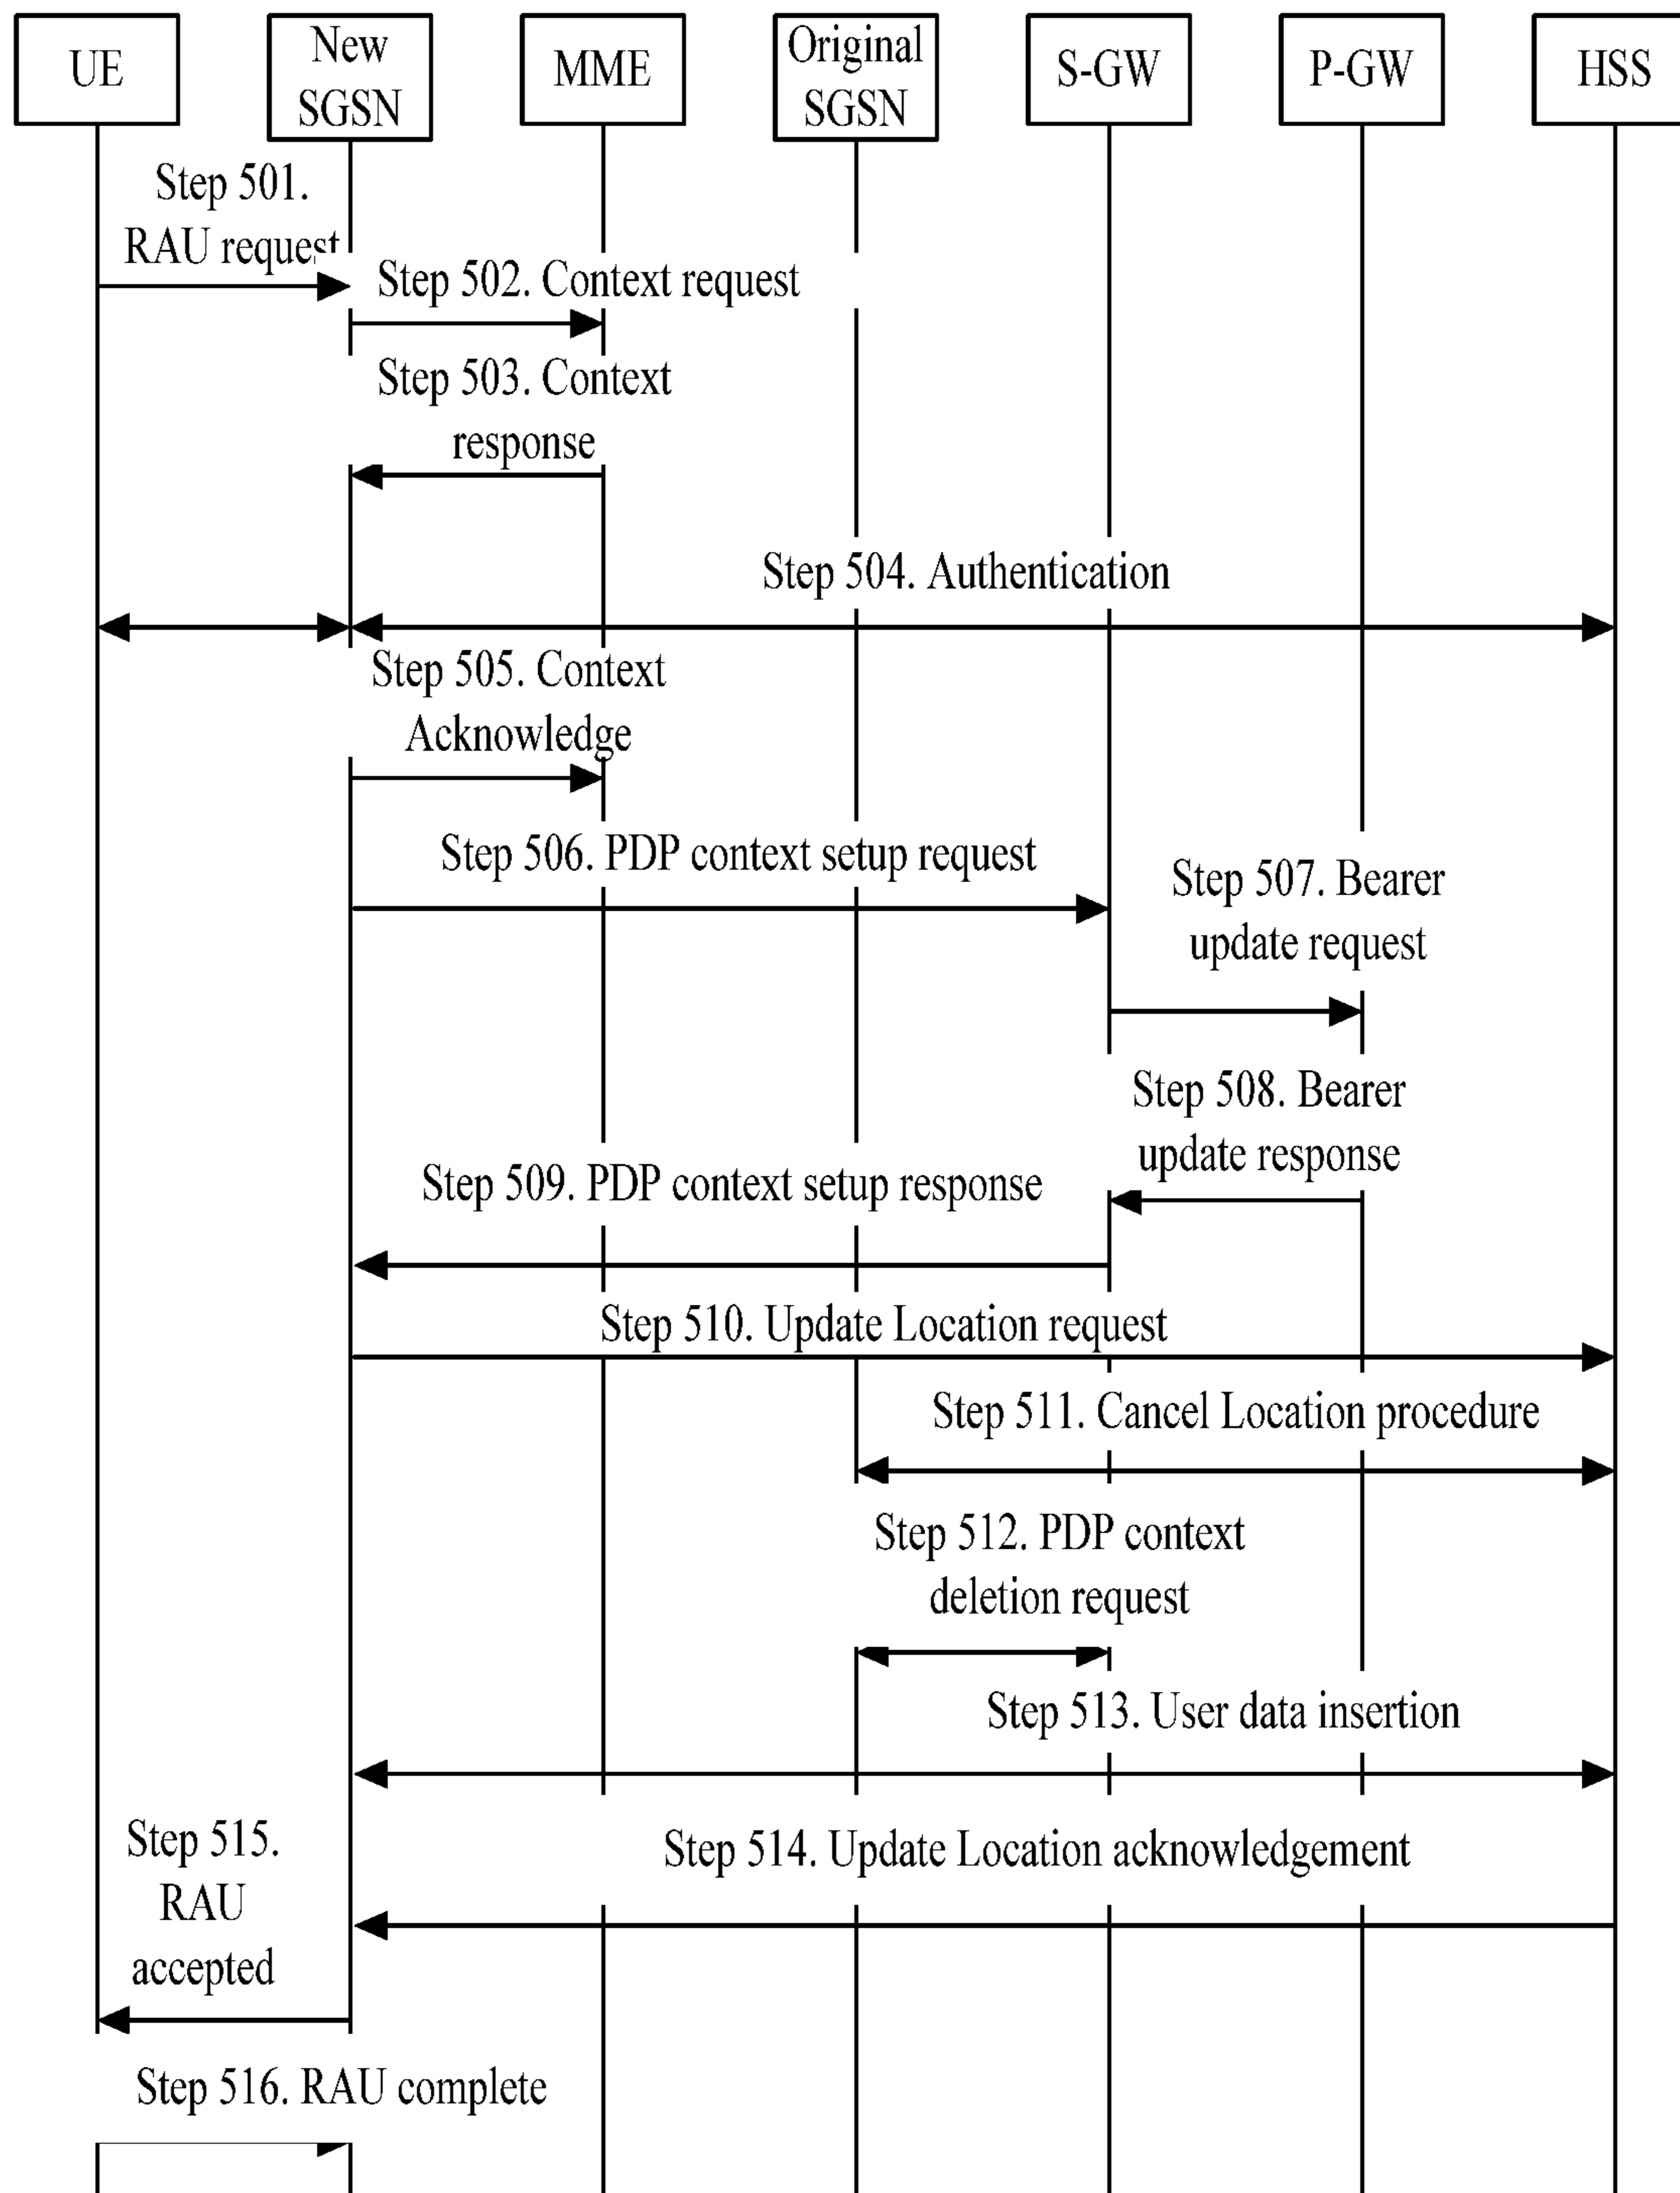 UE
New
SGSN
MME
Original
SGSN
S-GW
P-GW
HSS
Step 501.
RAU request
Step 502. Context request
Step 503. Context
response
Step 504. Authentication
Step 505. Context
Acknowledge
Step 506. PDP context setup request
Step 507. Bearer
update request
Step 508. Bearer
update response
Step 509. PDP context setup response
Step 510. Update Location request
Step 511. Cancel Location procedure
Step 512. PDP context
deletion request
Step 513. User data insertion
Step 514. Update Location acknowledgement
Step 515.
RAU
accepted
Step 516. RAU complete